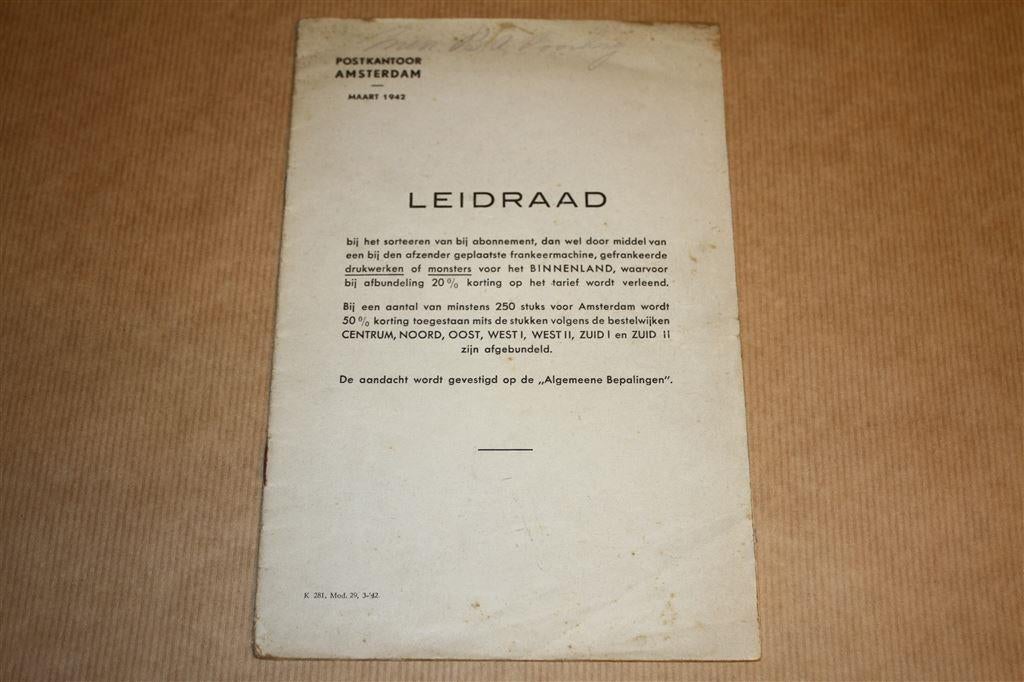 POSTKANTOOR
AMSTERDAM
MAART 1942
LEIDRAAD
bij het sorteeren van bij abonnement, dan wel door middel van
een bij den afzender geplaatste frankeermachine, gefrankeerde
drukwerken of monsters voor het BINNENLAND, waarvoor
bij afbundeling 20% korting op het tarief wordt verleend.
Bij een aantal van minstens 250 stuks voor Amsterdam wordt
50% korting toegestaan mits de stukken volgens de bestelwijken
CENTRUM, NOORD, OOST, WEST I, WEST II, ZUID I en ZUID II
zijn afgebundeld.
De aandacht wordt gevestigd op de „Algemeene Bepalingen".
K 281, Mod. 29, 3-'42.